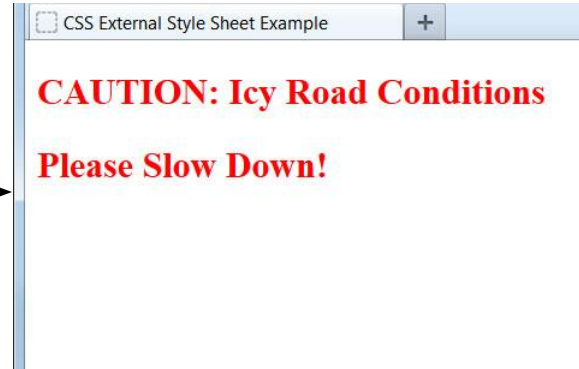 CSS External Style Sheet Example
+
CAUTION: Icy Road Conditions
Please Slow Down!